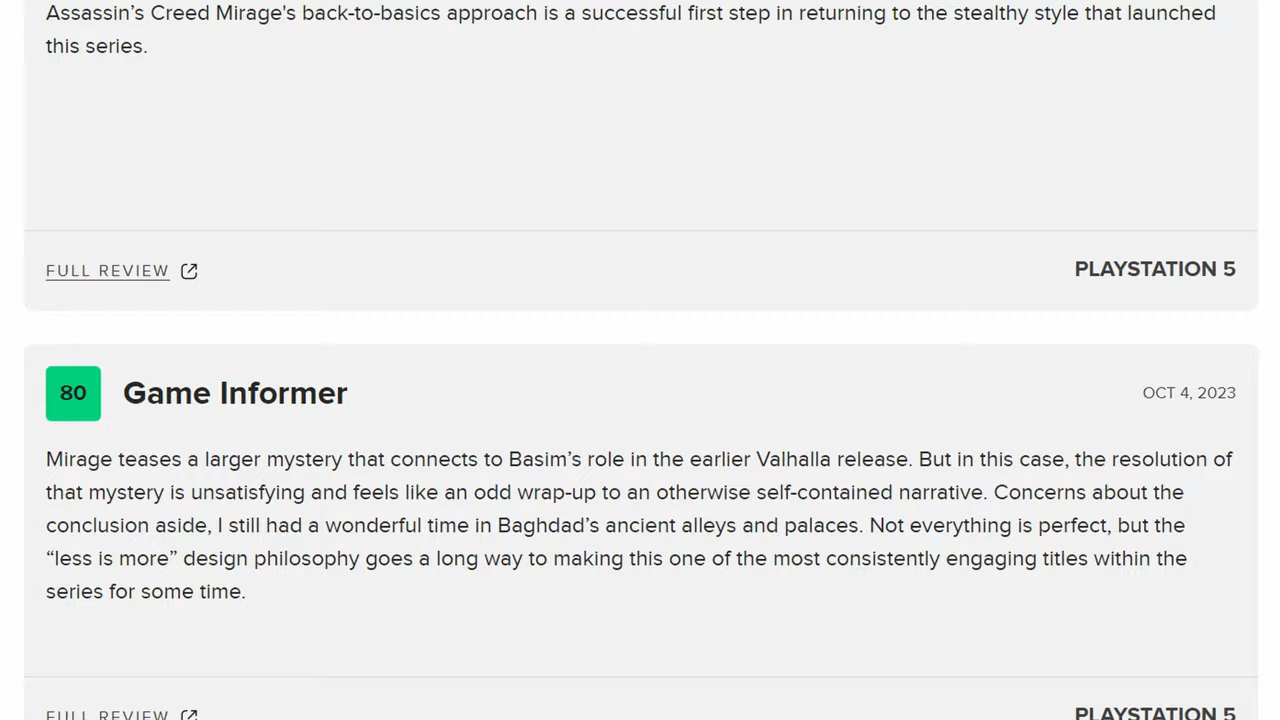 Assassin’s Creed Mirage's back-to-basics approach is a successful first step in returning to the stealthy style that launched
this series.
FULL REVIEW
PLAYSTATION 5
80
Game Informer
OCT 4, 2023
Mirage teases a larger mystery that connects to Basim’s role in the earlier Valhalla release. But in this case, the resolution of
that mystery is unsatisfying and feels like an odd wrap-up to an otherwise self-contained narrative. Concerns about the
conclusion aside, I still had a wonderful time in Baghdad’s ancient alleys and palaces. Not everything is perfect, but the
“less is more” design philosophy goes a long way to making this one of the most consistently engaging titles within the
series for some time.
FULL REVIEW
PLAYSTATION 5